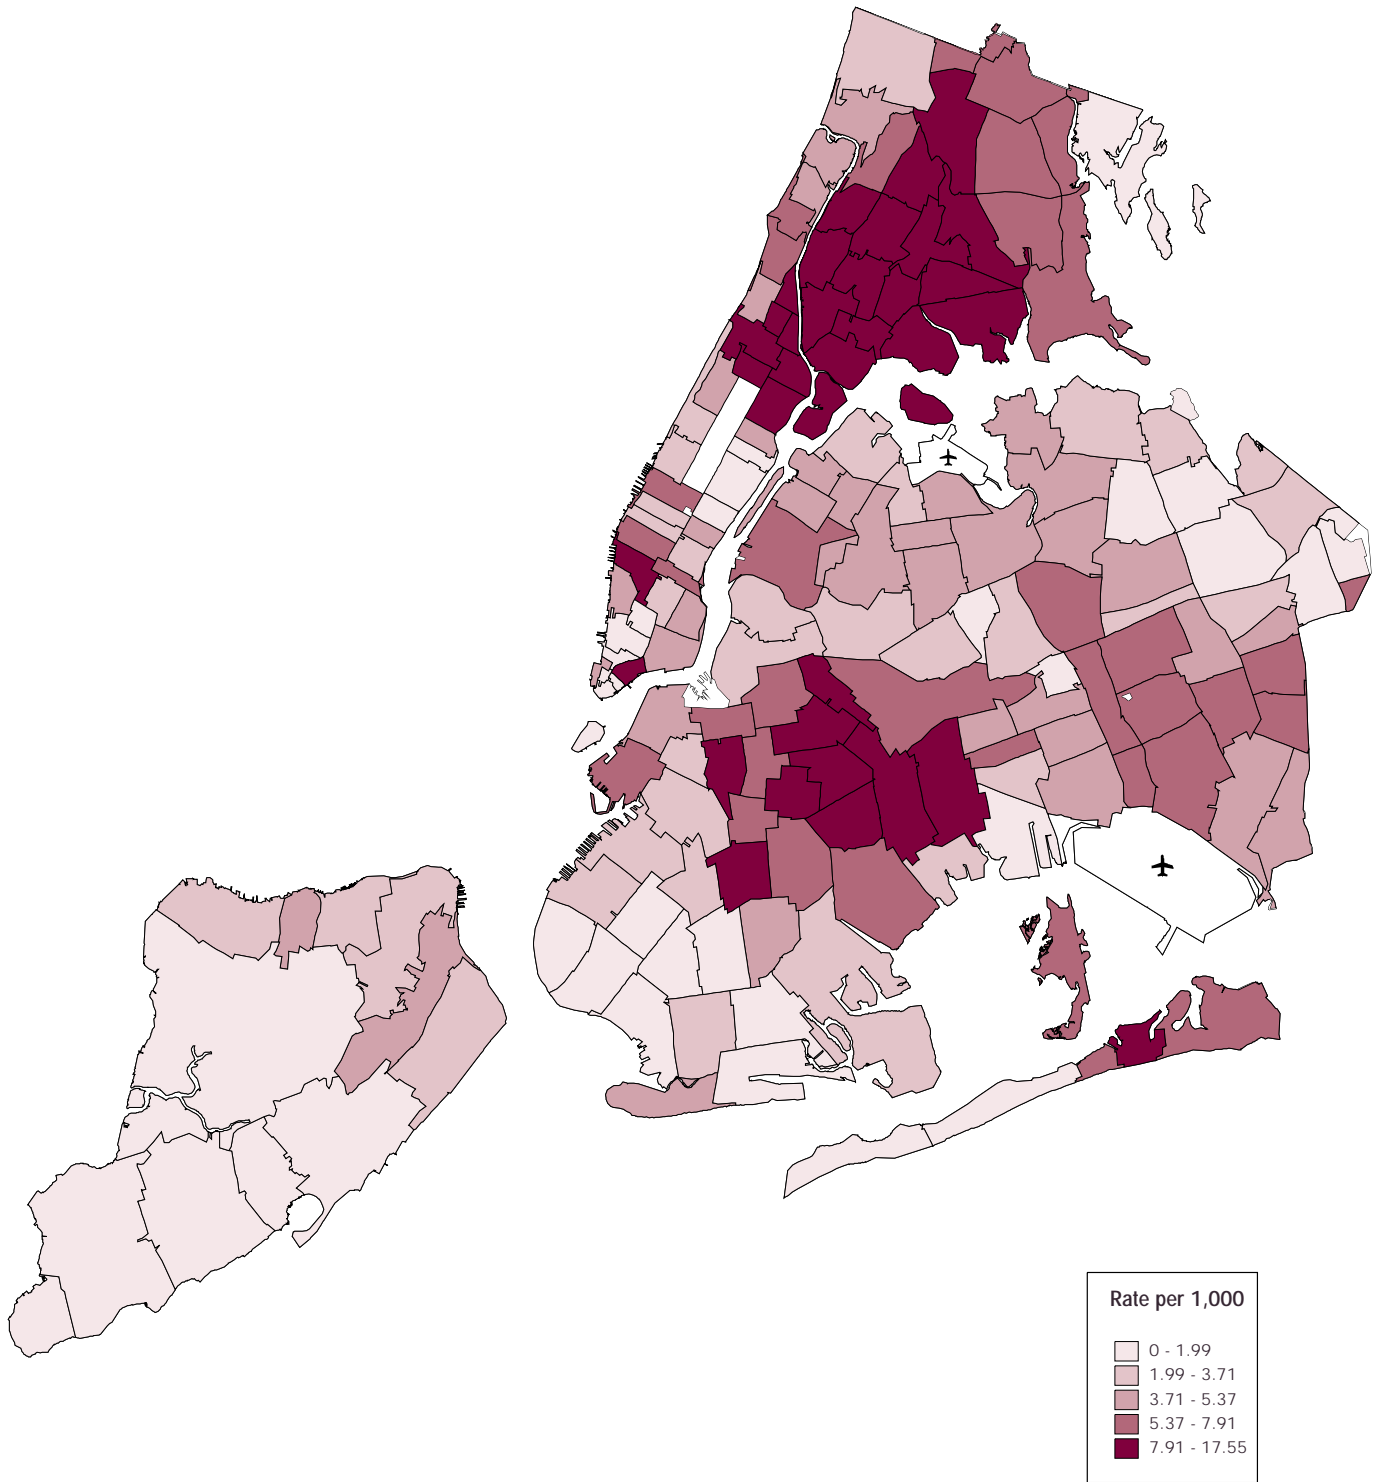 Rate per 1,000
0 - 1.99
1.99 - 3.71
3.71 - 5.37
5.37 - 7.91
7.91 - 17.55